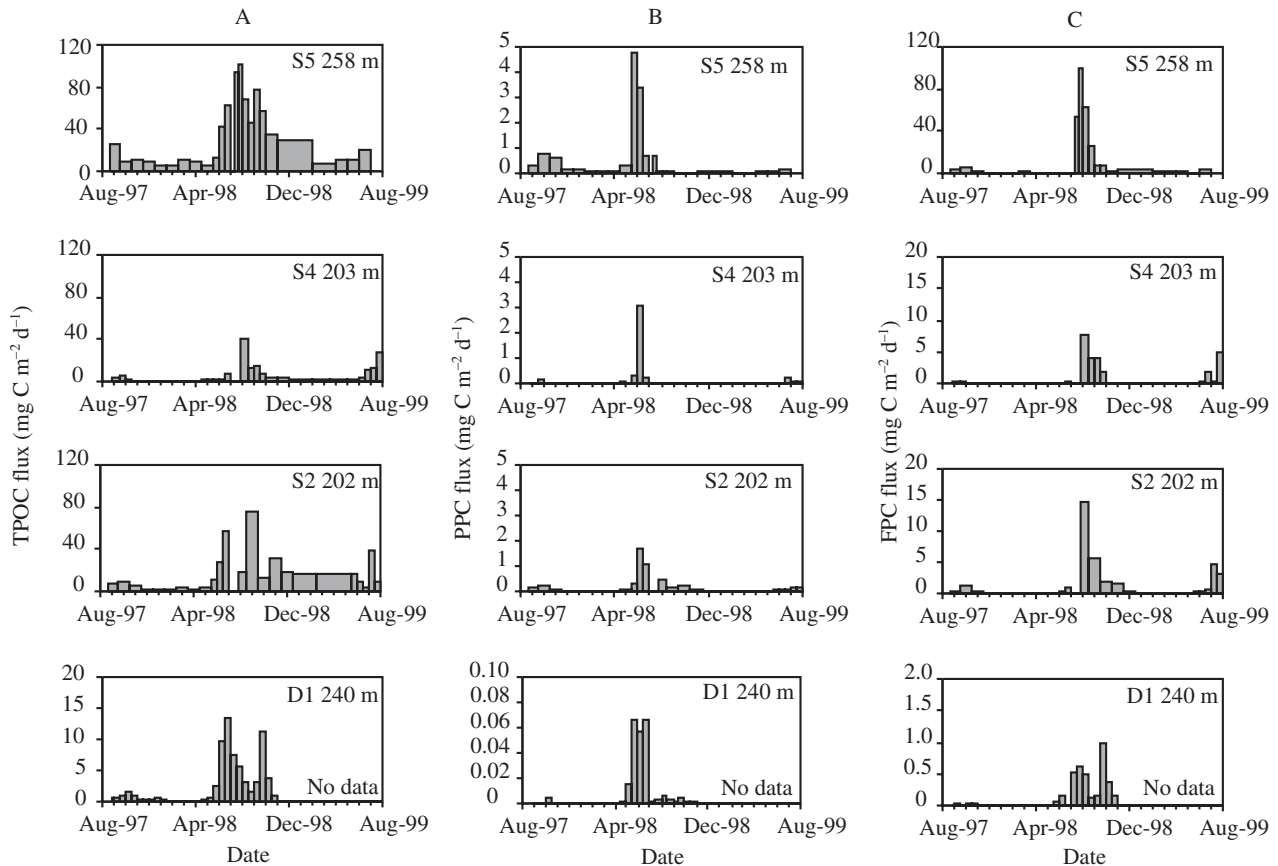 A
B
C
TPOC flux (mg C m⁻² d⁻¹)
PPC flux (mg C m⁻² d⁻¹)
FPC flux (mg C m⁻² d⁻¹)
120
80
40
0
S5 258 m
Aug-97 Apr-98 Dec-98 Aug-99
5
4
3
2
1
0
S5 258 m
Aug-97 Apr-98 Dec-98 Aug-99
120
80
40
0
S5 258 m
Aug-97 Apr-98 Dec-98 Aug-99
120
80
40
0
S4 203 m
Aug-97 Apr-98 Dec-98 Aug-99
5
4
3
2
1
0
S4 203 m
Aug-97 Apr-98 Dec-98 Aug-99
20
15
10
5
0
S4 203 m
Aug-97 Apr-98 Dec-98 Aug-99
120
80
40
0
S2 202 m
Aug-97 Apr-98 Dec-98 Aug-99
5
4
3
2
1
0
S2 202 m
Aug-97 Apr-98 Dec-98 Aug-99
20
15
10
5
0
S2 202 m
Aug-97 Apr-98 Dec-98 Aug-99
20
15
10
5
0
D1 240 m
No data
Aug-97 Apr-98 Dec-98 Aug-99
Date
0.10
0.08
0.06
0.04
0.02
0
D1 240 m
No data
Aug-97 Apr-98 Dec-98 Aug-99
Date
2.0
1.5
1.0
0.5
0
D1 240 m
No data
Aug-97 Apr-98 Dec-98 Aug-99
Date